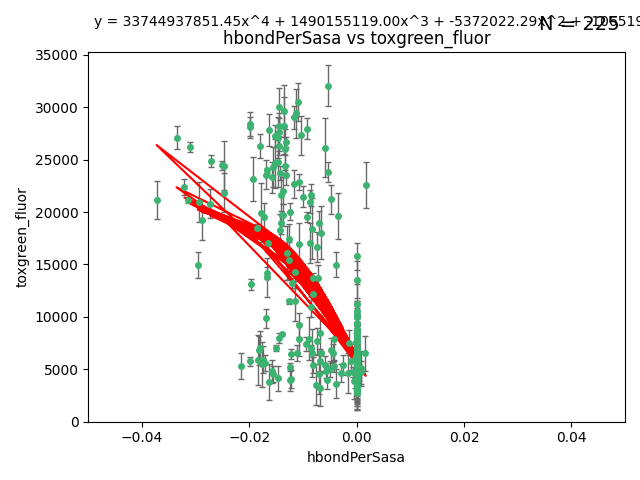 y = 33744937851.45x^4 + 1490155119.00x^3 + -5372022.29x^2 +
N = 225
hbondPerSasa vs toxgreen_fluor
35000
30000
25000
20000
15000
10000
5000
0
toxgreen_fluor
−0.04 −0.02 0.00 0.02 0.04
hbondPerSasa